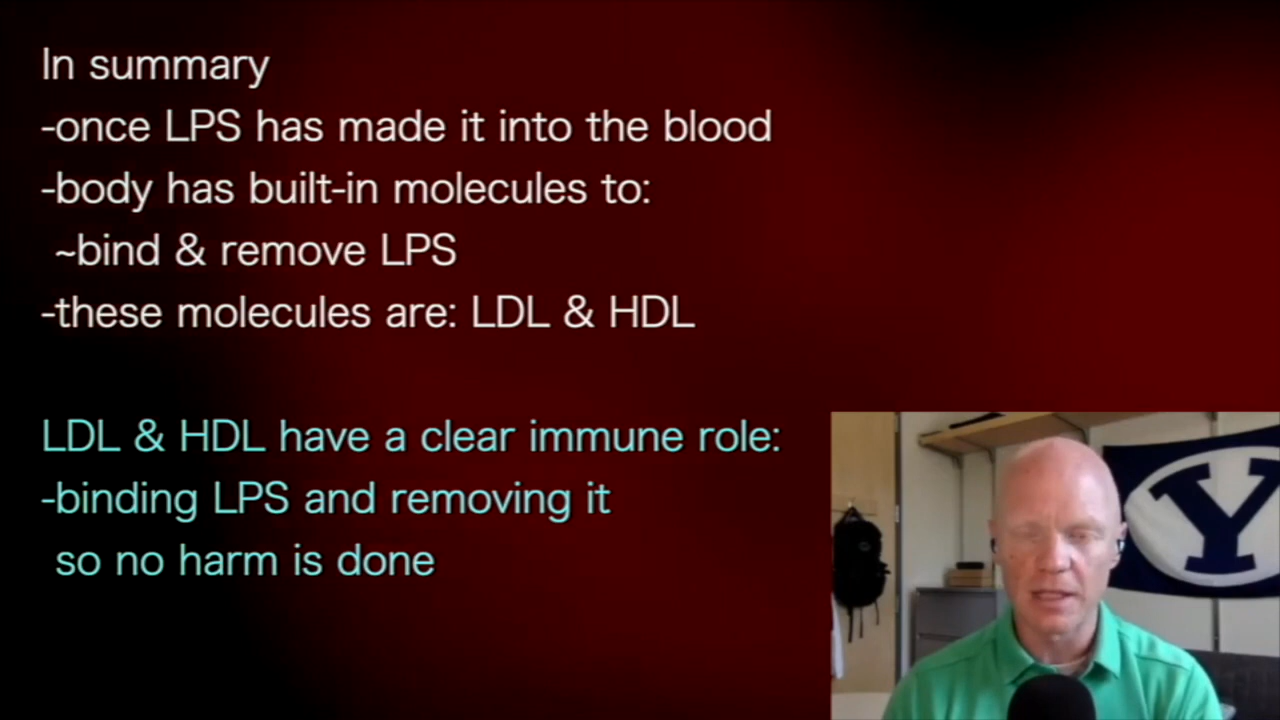 In summary
-once LPS has made it into the blood
-body has built-in molecules to:
~bind & remove LPS
-these molecules are: LDL & HDL
LDL & HDL have a clear immune role:
-binding LPS and removing it
so no harm is done
Y